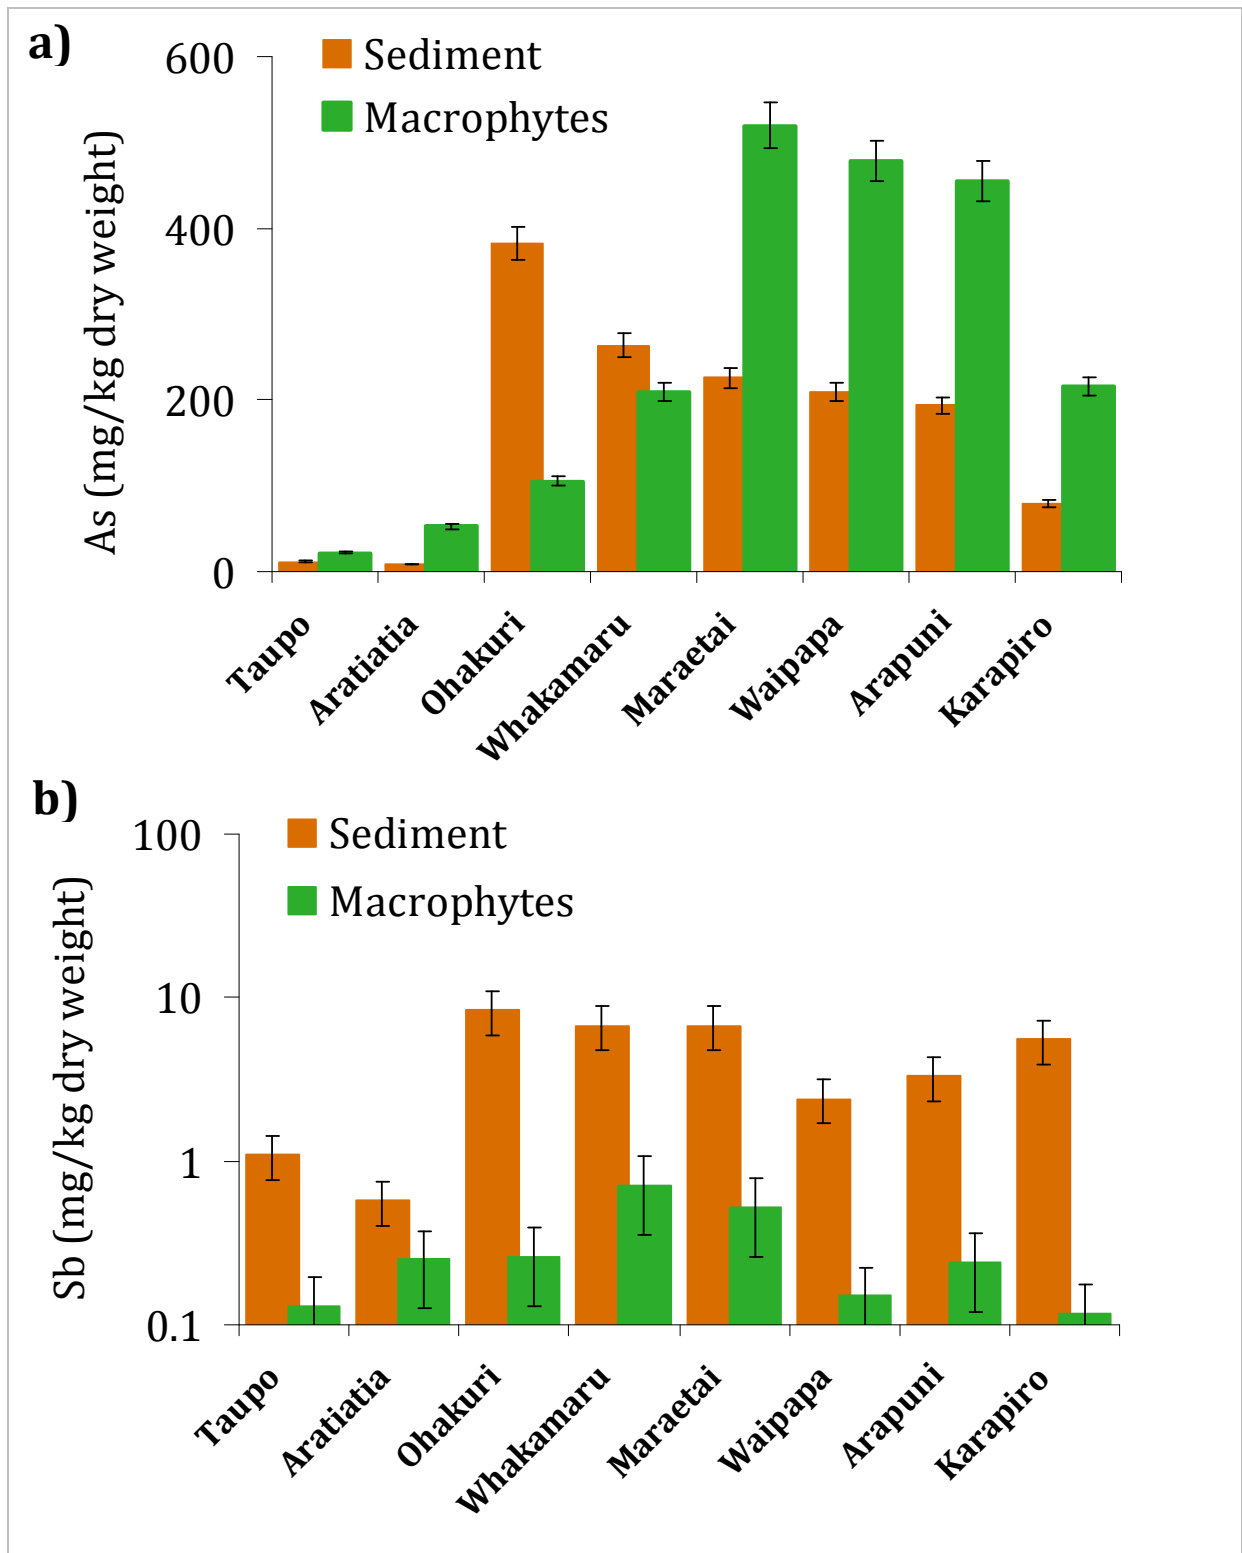 a)
Sediment
Macrophytes
As (mg/kg dry weight)
600
400
200
0
Taupo
Aratiatia
Ohakuri
Whakamaru
Maraetai
Waipapa
Arapuni
Karapiro
b)
Sediment
Macrophytes
Sb (mg/kg dry weight)
100
10
1
0.1
Taupo
Aratiatia
Ohakuri
Whakamaru
Maraetai
Waipapa
Arapuni
Karapiro